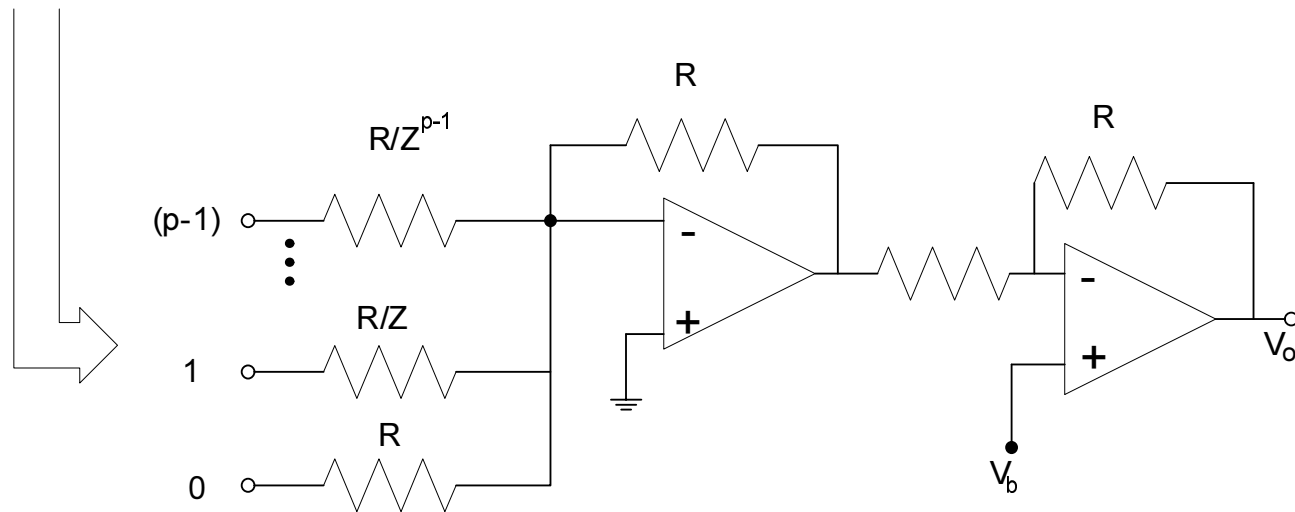 R
R
R/Z^p-1
(p-1)
-
-
R/Z
+
+
V_o
1
R
0
V_b